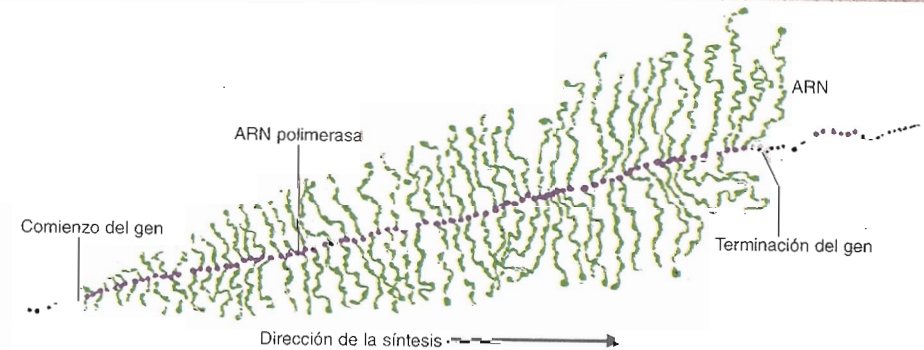 ARN
ARN polimerasa
Comienzo del gen
Terminación del gen
Dirección de la síntesis